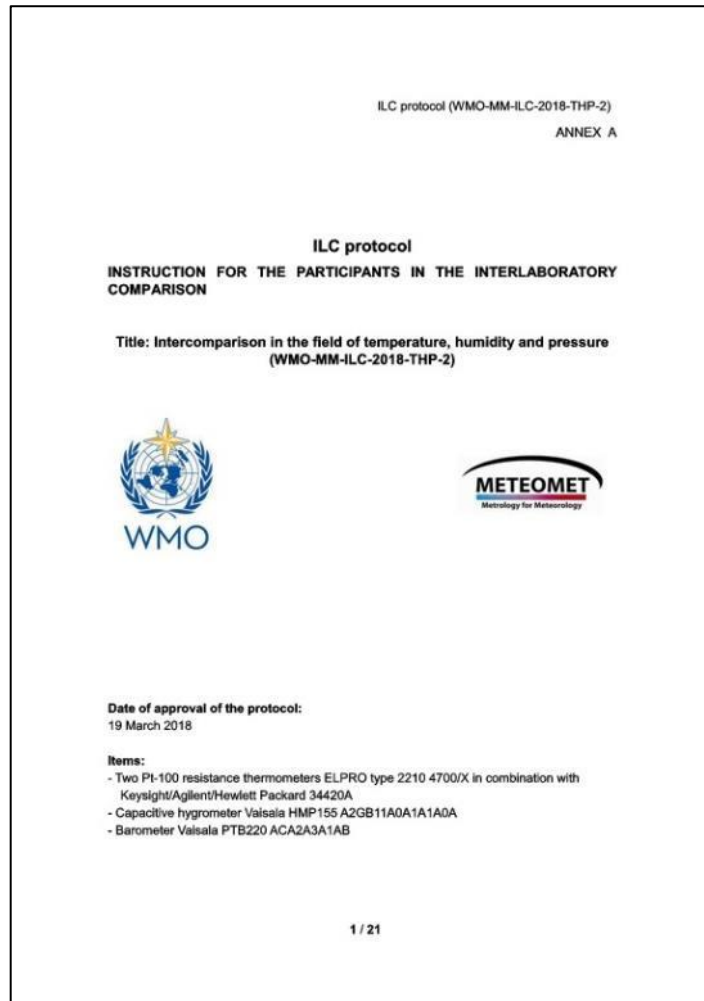 ILC protocol (WMO-MM-ILC-2018-THP-2)
ANNEX A
ILC protocol
INSTRUCTION FOR THE PARTICIPANTS IN THE INTERLABORATORY
COMPARISON
Title: Intercomparison in the field of temperature, humidity and pressure
(WMO-MM-ILC-2018-THP-2)
WMO
METEOMET
Metrology for Meteorology
Date of approval of the protocol:
19 March 2018
Items:
- Two Pt-100 resistance thermometers ELPRO type 2210 4700/X in combination with
Keysight/Agilent/Hewlett Packard 34420A
- Capacitive hygrometer Vaisala HMP155 A2GB11A0A1A1A0A
- Barometer Vaisala PTB220 ACA2A3A1AB
1 / 21